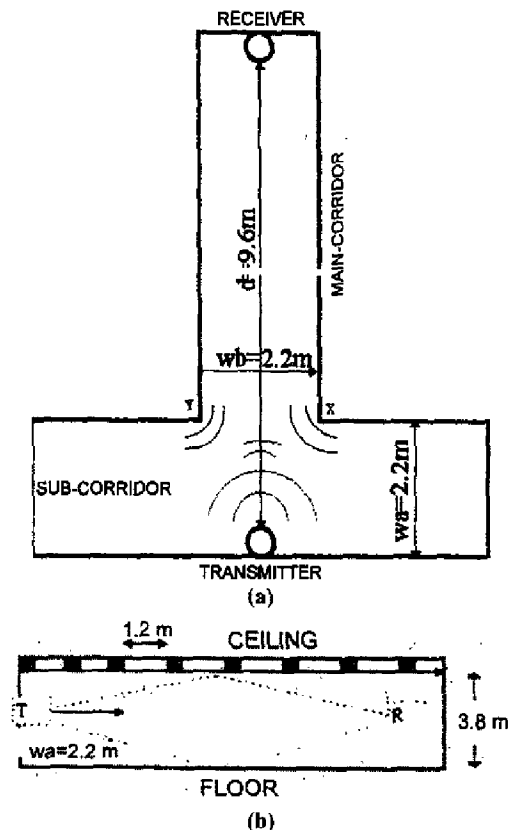 RECEIVER
MAIN-CORRIDOR
d=9.6m
wb=2.2m
Y
X
SUB-CORRIDOR
wa=2.2m
TRANSMITTER
(a)
1.2 m
CEILING
T
R
3.8 m
wa=2.2 m
FLOOR
(b)